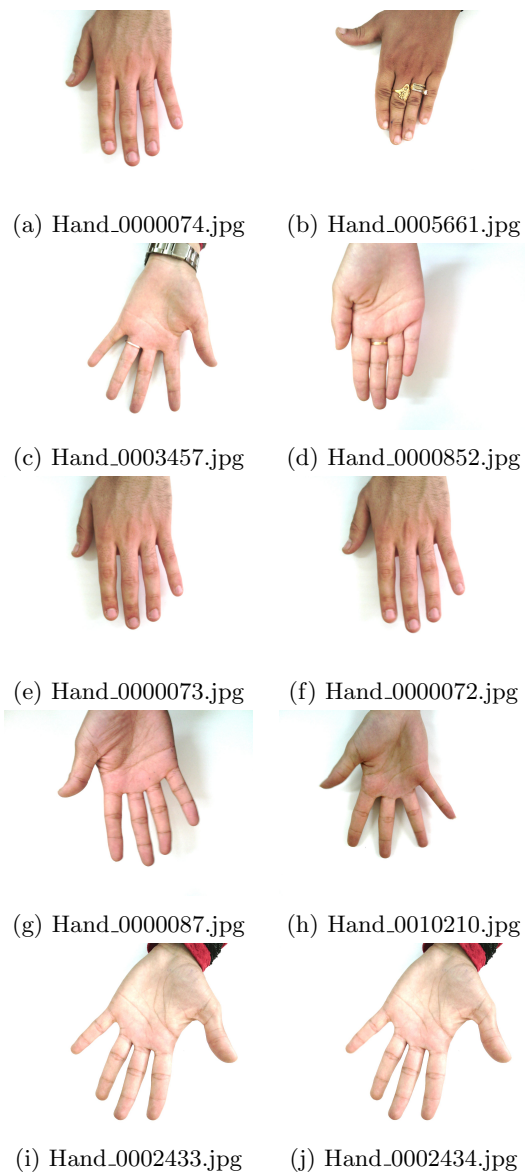 (a) Hand_0000074.jpg
(b) Hand_0005661.jpg
(c) Hand_0003457.jpg
(d) Hand_0000852.jpg
(e) Hand_0000073.jpg
(f) Hand_0000072.jpg
(g) Hand_0000087.jpg
(h) Hand_0010210.jpg
(i) Hand_0002433.jpg
(j) Hand_0002434.jpg